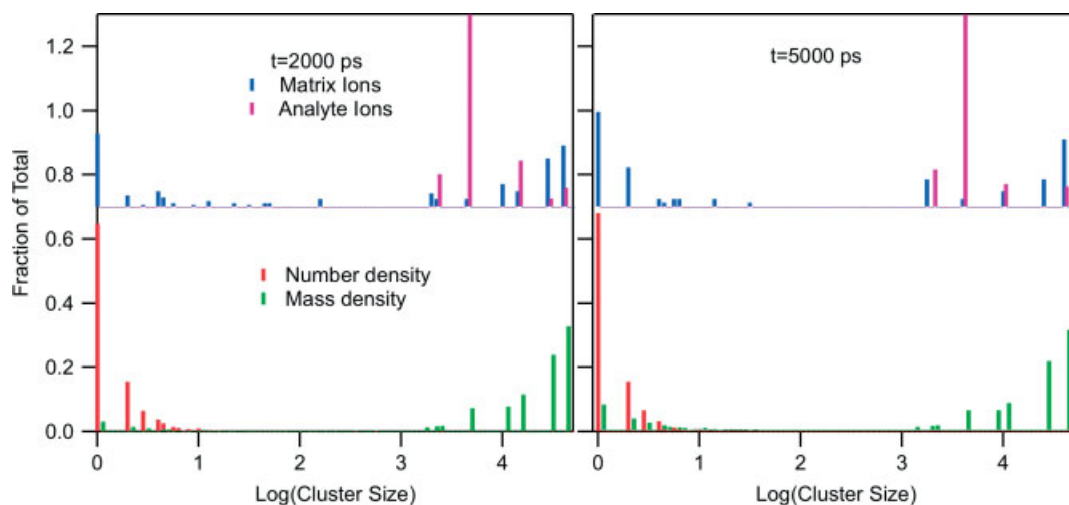 t=2000 ps
Matrix Ions
Analyte Ions
t=5000 ps
1.2
1.0
0.8
0.6
0.4
0.2
0.0
Fraction of Total
Number density
Mass density
0 1 2 3 4
0 1 2 3 4
Log(Cluster Size)
Log(Cluster Size)